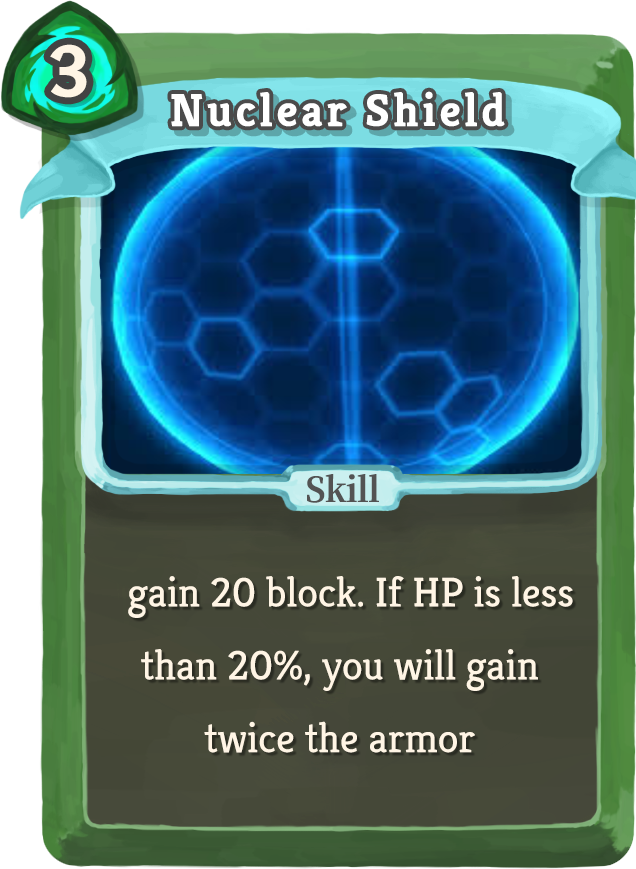 3
Nuclear Shield
Skill
gain 20 block. If HP is less
than 20%, you will gain
twice the armor